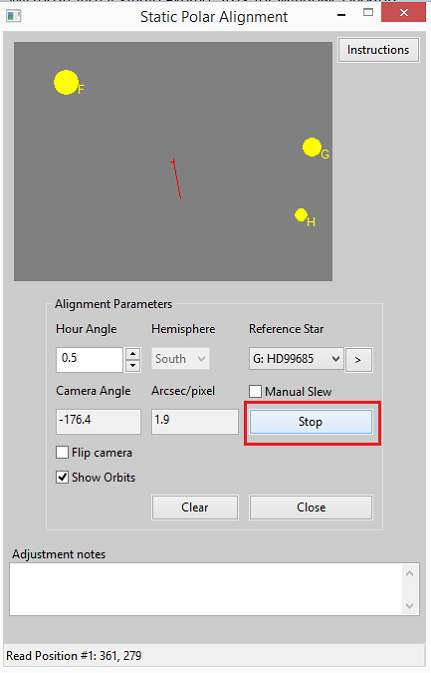 Static Polar Alignment
Instructions
F
G
H
Alignment Parameters
Hour Angle Hemisphere Reference Star
0.5 South G: HD99685 >
Camera Angle Arcsec/pixel Manual Slew
-176.4 1.9 Stop
Flip camera
Show Orbits
Clear Close
Adjustment notes
Read Position #1: 361, 279